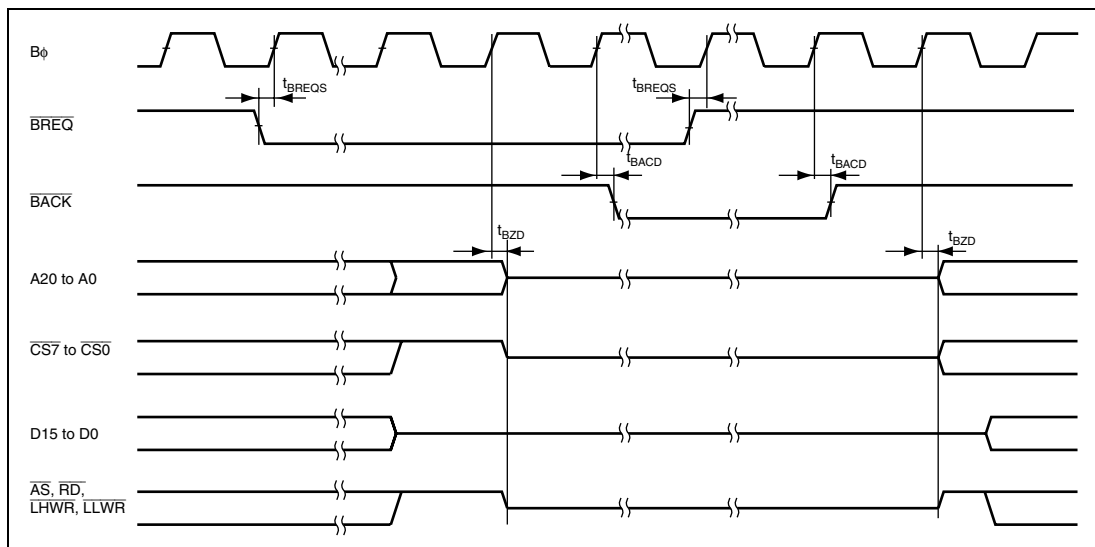 Bφ
tBREQS tBREQS
BREQ
tBACD tBACD
BACK
tBZD tBZD
A20 to A0
CS7 to CS0
D15 to D0
AS, RD,
LHWR, LLWR